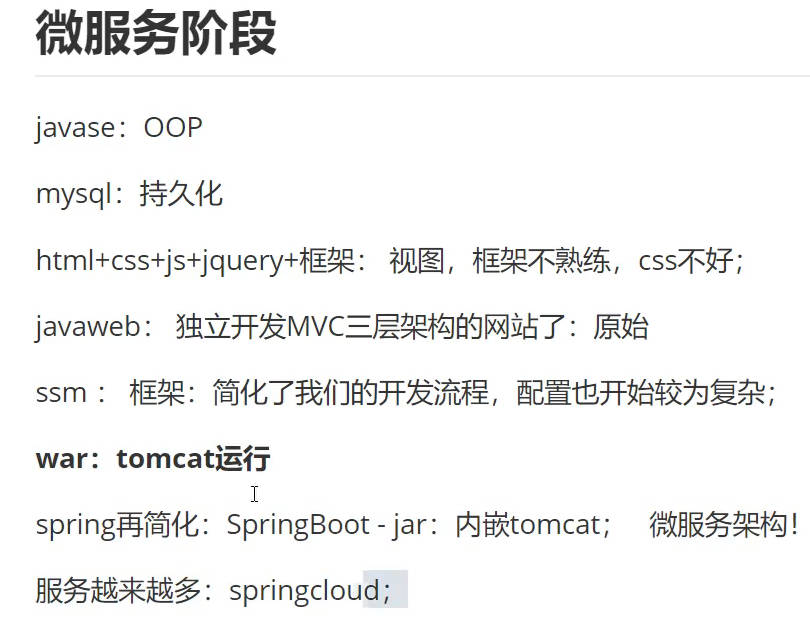 微服务阶段
javase：OOP
mysql：持久化
html+css+js+jquery+框架： 视图，框架不熟练，css不好；
javaweb： 独立开发MVC三层架构的网站了：原始
ssm ： 框架：简化了我们的开发流程，配置也开始较为复杂；
war：tomcat运行
spring再简化：SpringBoot - jar：内嵌tomcat； 微服务架构！
服务越来越多：springcloud；